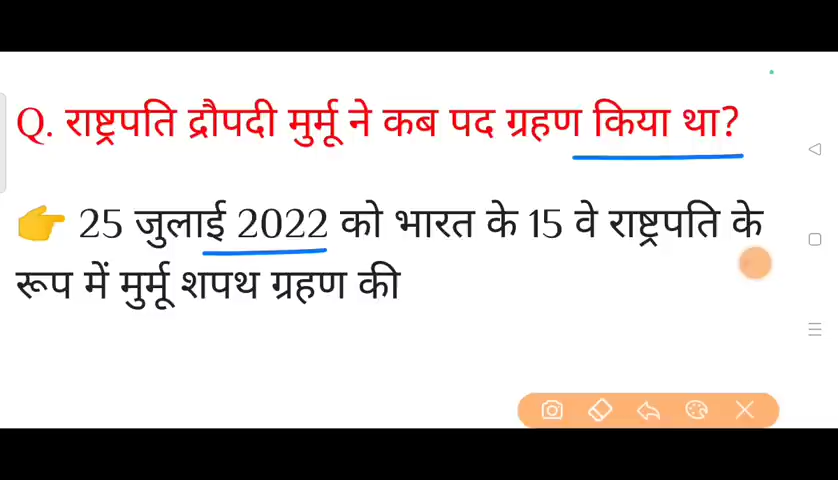 Q. राष्ट्रपति द्रौपदी मुर्मू ने कब पद ग्रहण किया था?
👉 25 जुलाई 2022 को भारत के 15 वे राष्ट्रपति के
रूप में मुर्मू शपथ ग्रहण की